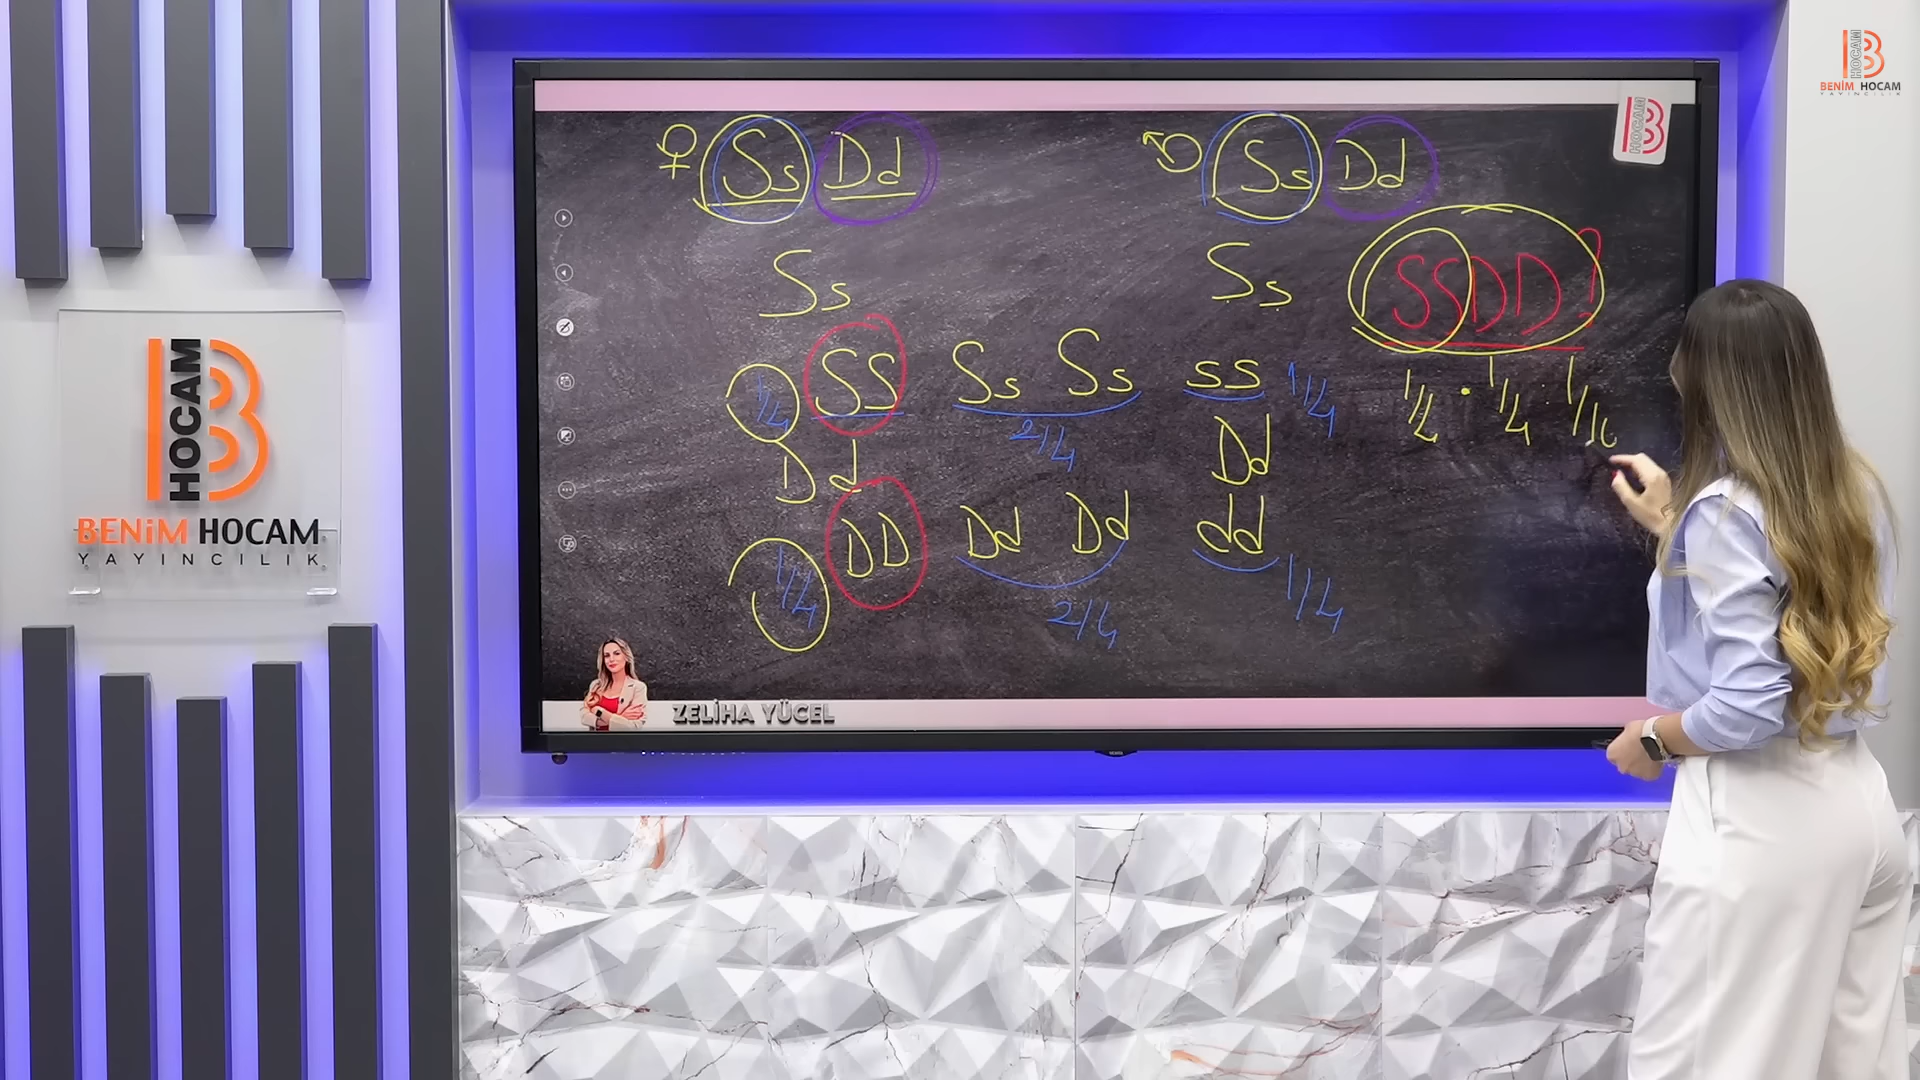 ♀ Ss Dd ♂ Ss Dd
Ss Ss SSDD?
1/4 SS Ss Ss ss 1/4
2/4
1/4 · 1/4 : 1/16
Dd Dd
1/4 DD Dd Dd dd 1/4
2/4
ZELİHA YÜCEL
B HOCAM
BENİM HOCAM
YAYINCILIK
B HOCAM
BENİM HOCAM
YAYINCILIK
B HOCAM